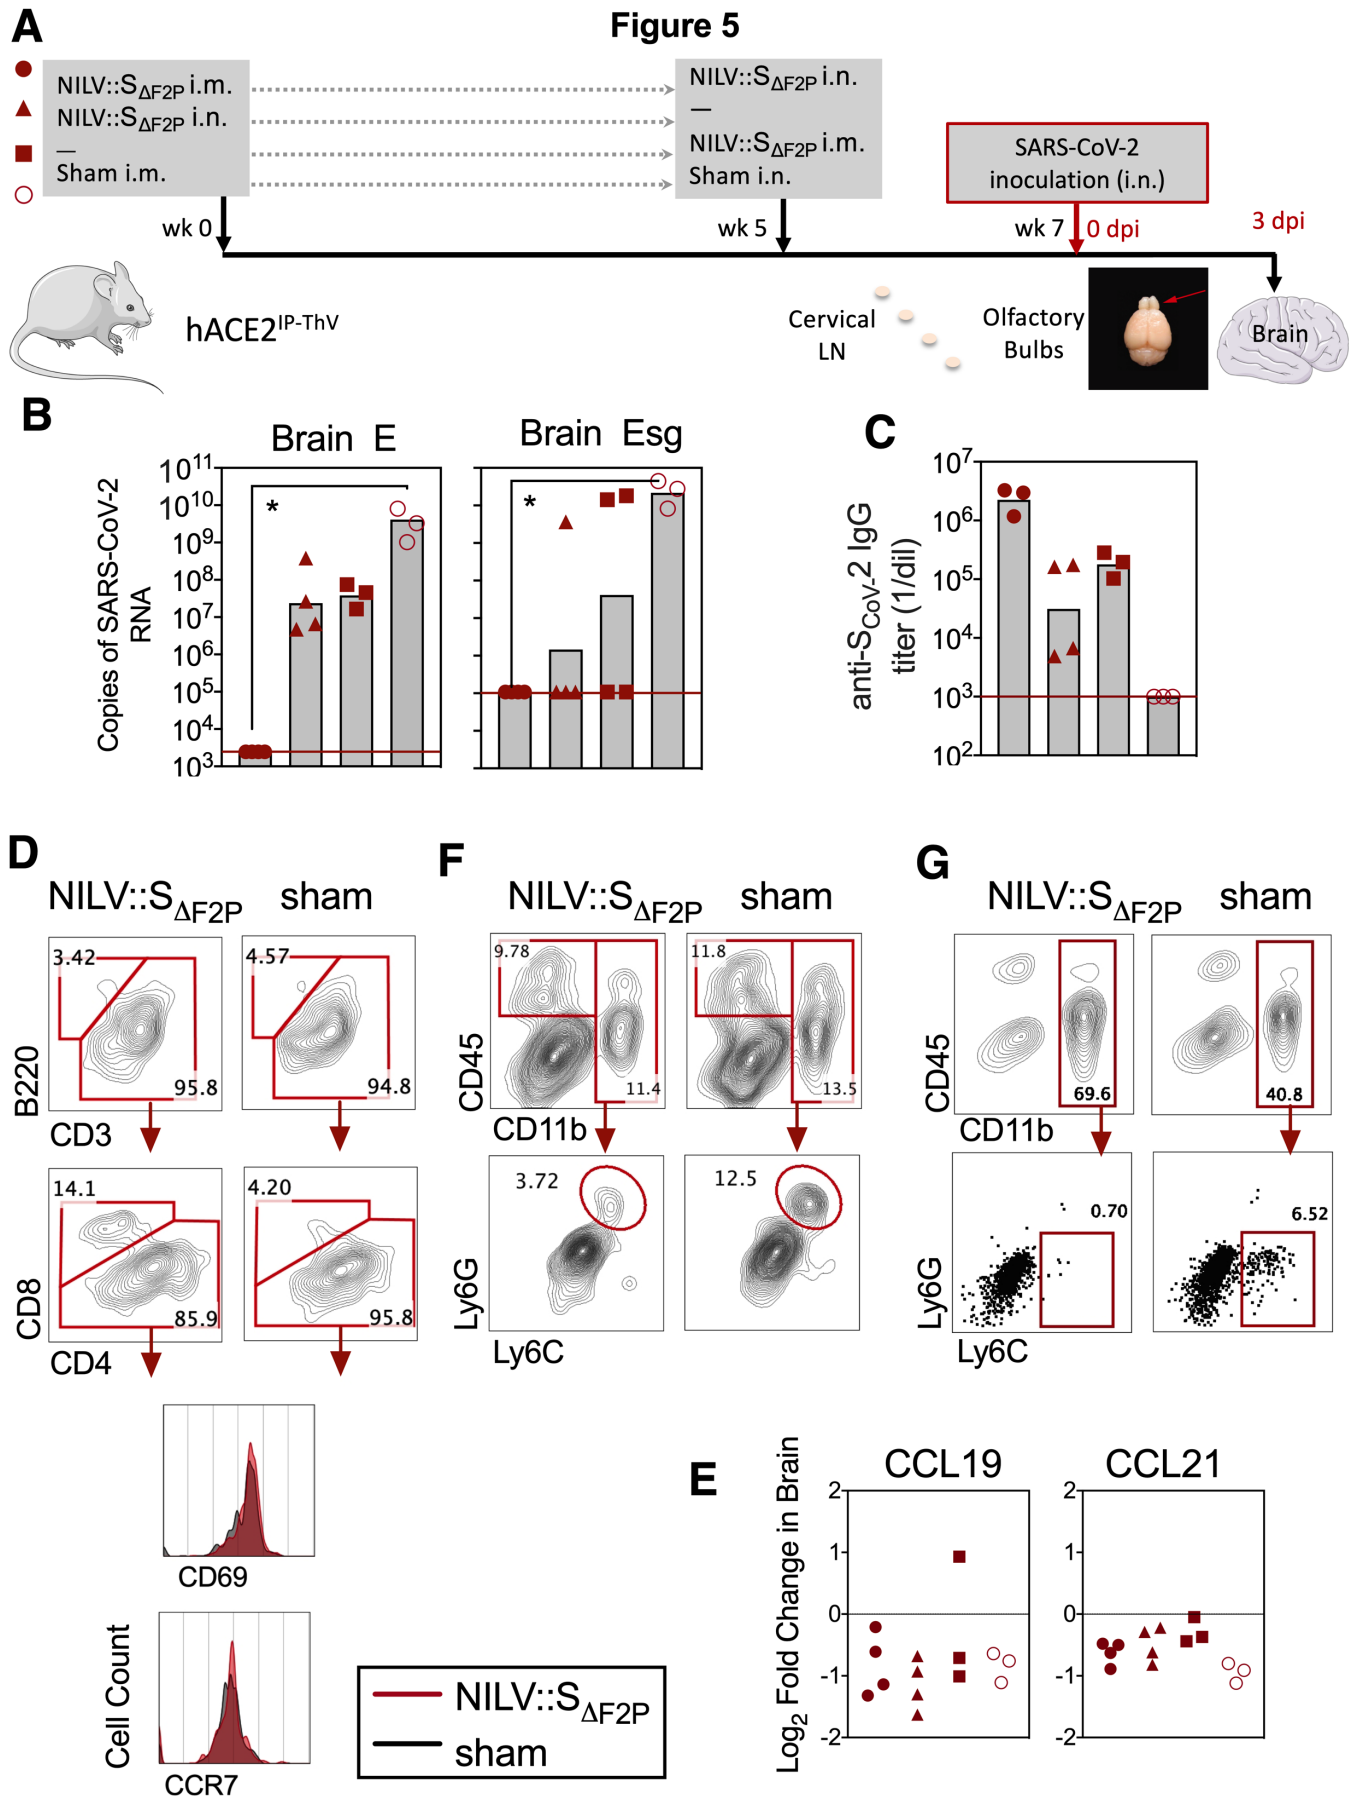 Figure 5
A
NILV::SΔF2P i.m.
NILV::SΔF2P i.n.
—
Sham i.m.
NILV::SΔF2P i.n.
—
NILV::SΔF2P i.m.
Sham i.n.
SARS-CoV-2
inoculation (i.n.)
wk 0
wk 5
wk 7
0 dpi
3 dpi
hACE2IP-ThV
Cervical
LN
Olfactory
Bulbs
Brain
B
Brain E
Brain Esg
Copies of SARS-CoV-2
RNA
10^11
10^10
10^9
10^8
10^7
10^6
10^5
10^4
10^3
*
*
C
anti-SCoV-2 IgG
titer (1/dil)
10^7
10^6
10^5
10^4
10^3
10^2
D
NILV::SΔF2P
sham
3.42
95.8
4.57
94.8
B220
CD3
14.1
85.9
4.20
95.8
CD8
CD4
CD69
Cell Count
CCR7
NILV::SΔF2P
sham
F
NILV::SΔF2P
sham
9.78
11.4
11.8
13.5
CD45
CD11b
3.72
12.5
Ly6G
Ly6C
G
NILV::SΔF2P
sham
69.6
40.8
CD45
CD11b
0.70
6.52
Ly6G
Ly6C
E
CCL19
CCL21
Log2 Fold Change in Brain
2
1
0
-1
-2
2
1
0
-1
-2